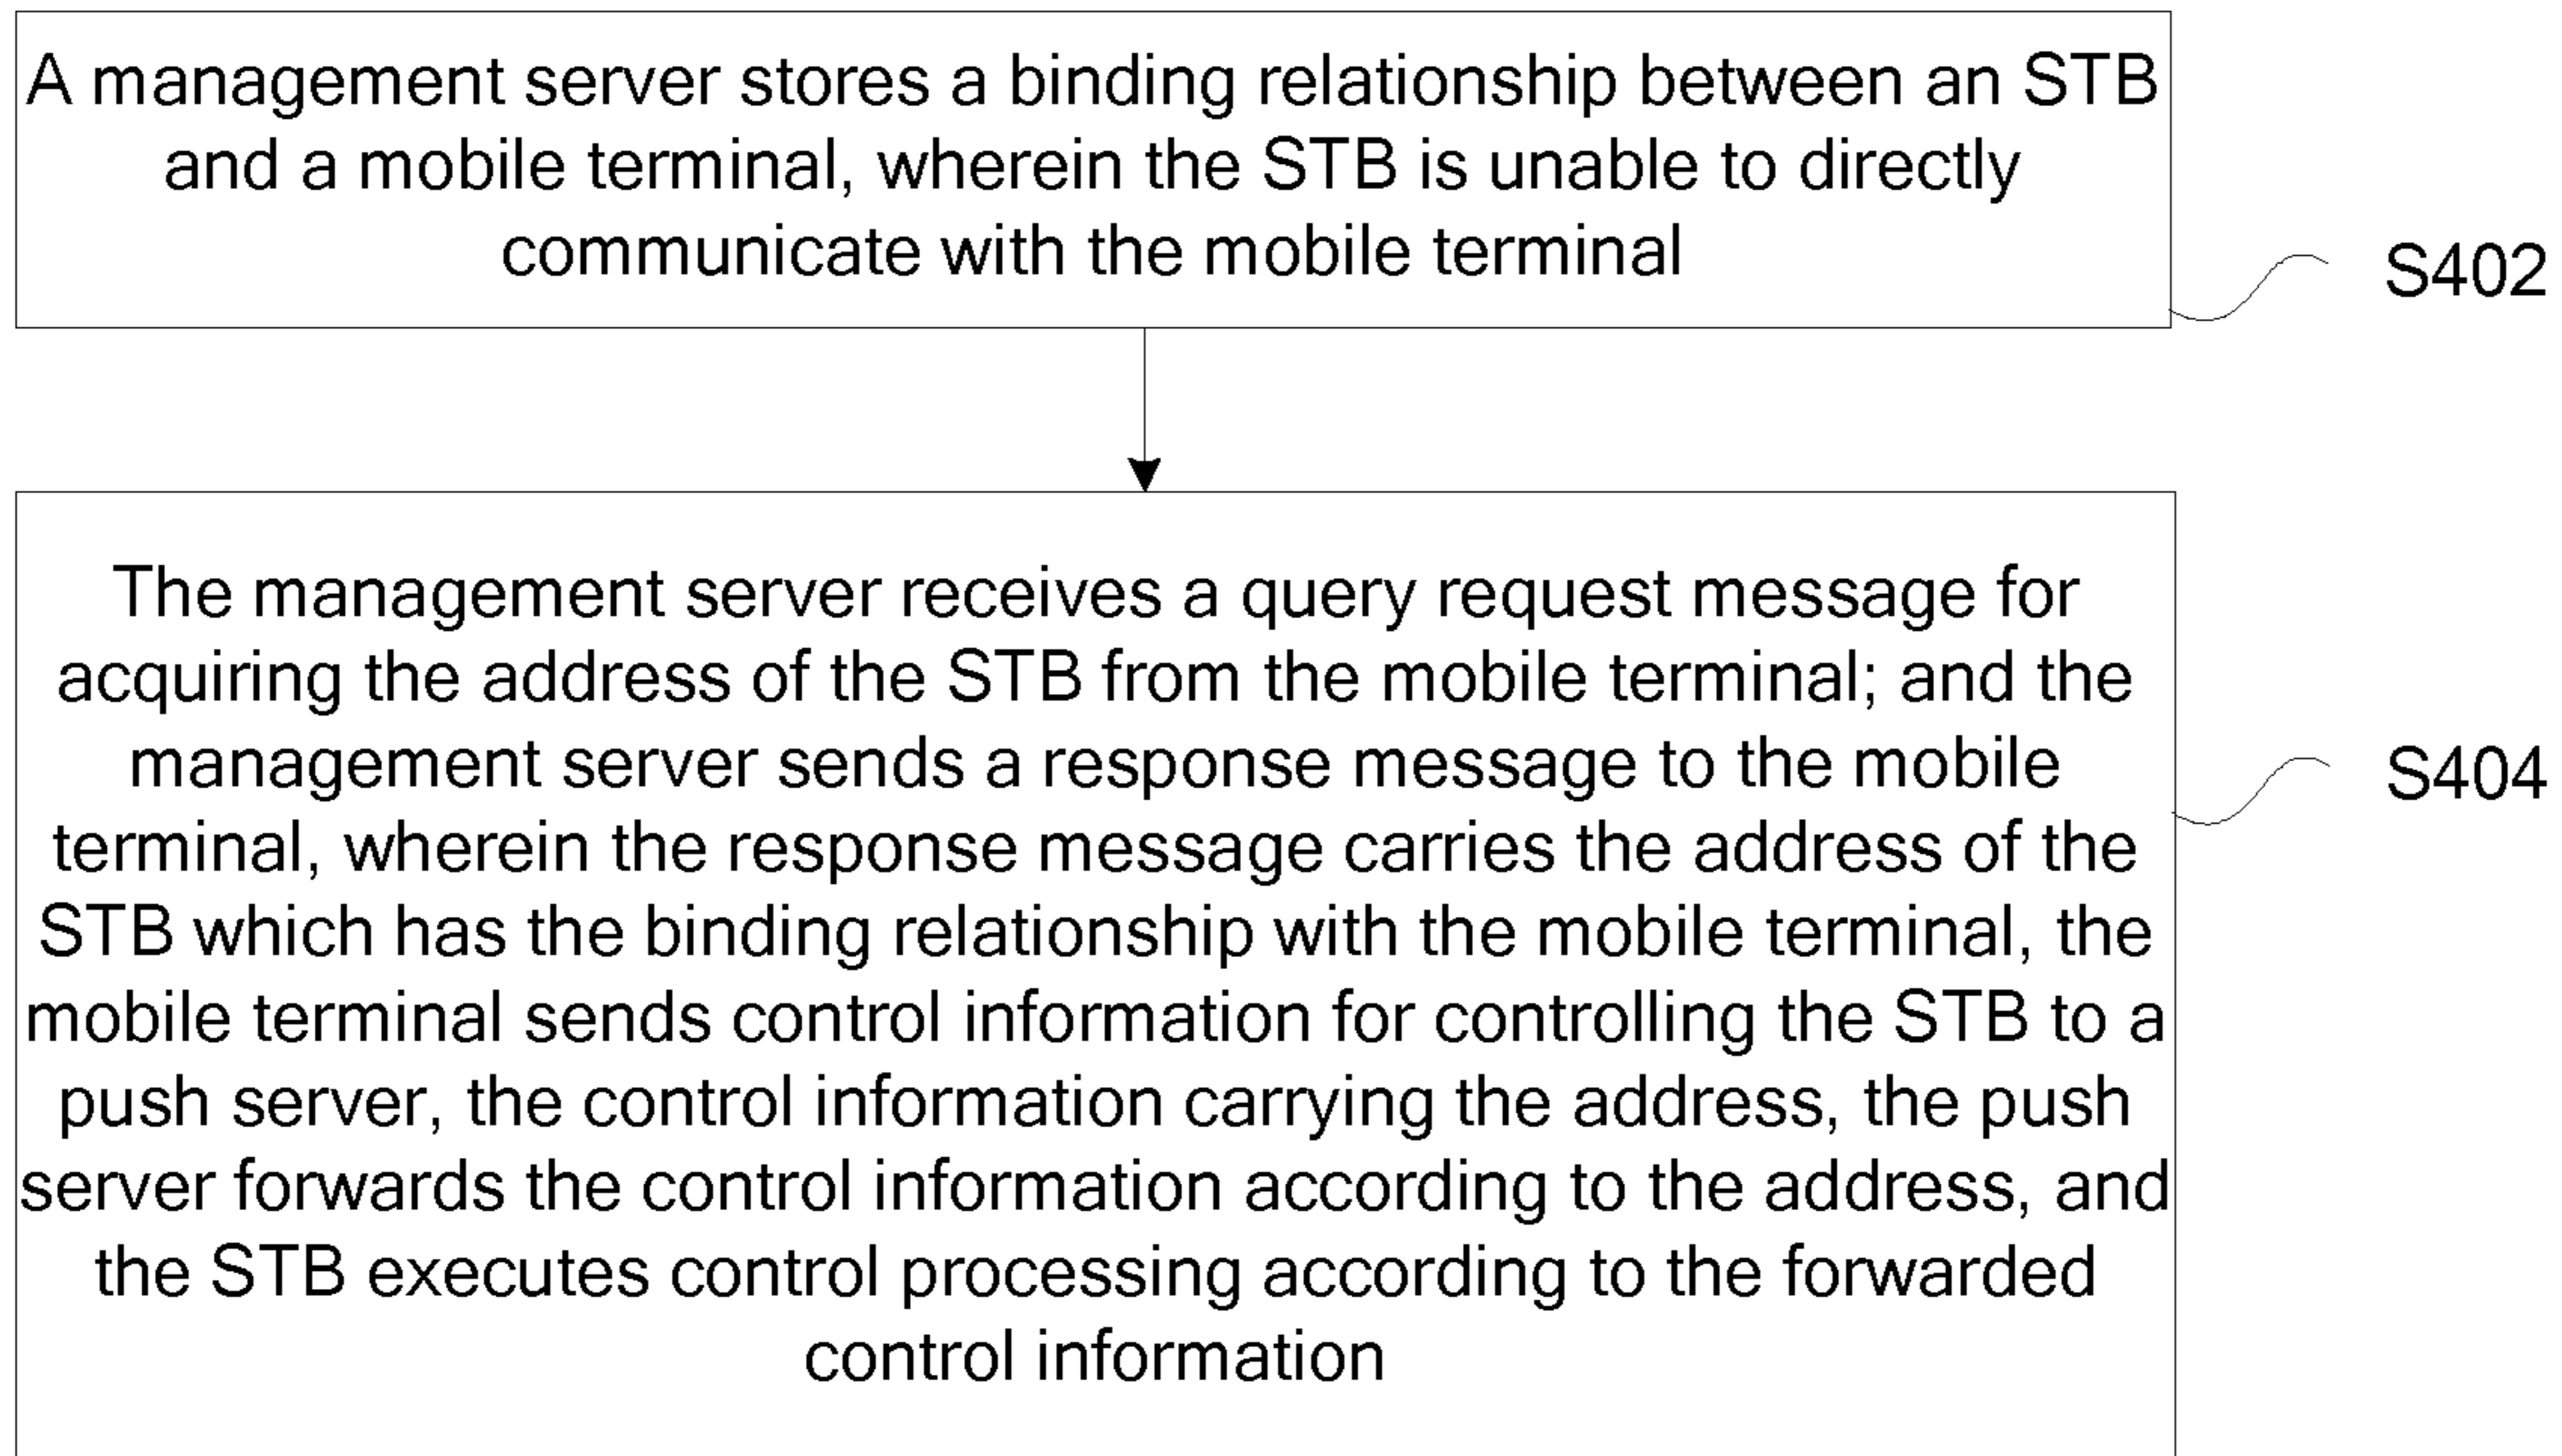 A management server stores a binding relationship between an STB
and a mobile terminal, wherein the STB is unable to directly
communicate with the mobile terminal
S402
The management server receives a query request message for
acquiring the address of the STB from the mobile terminal; and the
management server sends a response message to the mobile
terminal, wherein the response message carries the address of the
STB which has the binding relationship with the mobile terminal, the
mobile terminal sends control information for controlling the STB to a
push server, the control information carrying the address, the push
server forwards the control information according to the address, and
the STB executes control processing according to the forwarded
control information
S404